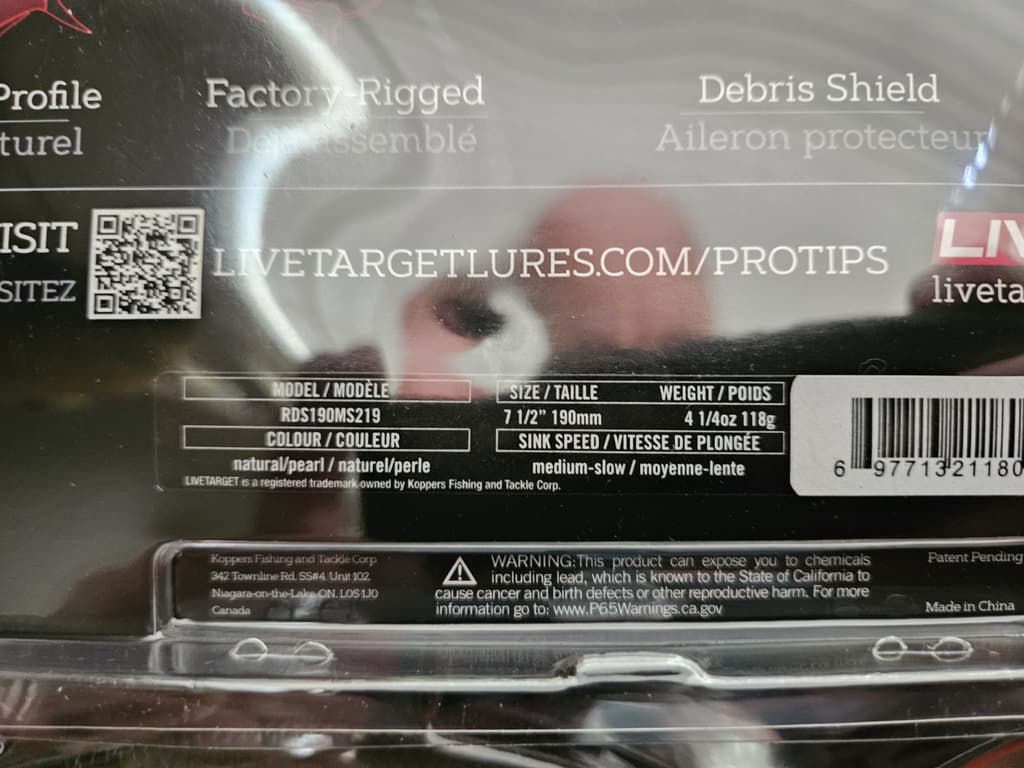 Profile
Factory-Rigged
Debris Shield
turel
Déjà assemblé
Aileron protecteur
ISIT
SITEZ
LIVETARGETLURES.COM/PROTIPS
LIV
liveta
MODEL / MODÈLE
RDS190MS219
COLOUR / COULEUR
natural/pearl / naturel/perle
SIZE / TAILLE WEIGHT / POIDS
7 1/2” 190mm 4 1/4oz 118g
SINK SPEED / VITESSE DE PLONGÉE
medium-slow / moyenne-lente
LIVETARGET is a registered trademark owned by Koppers Fishing and Tackle Corp.
6 97713 21180
Koppers Fishing and Tackle Corp
342 Townline Rd. SS#4. Unit 102.
Niagara-on-the-Lake. ON. L0S 1J0
Canada
WARNING:This product can expose you to chemicals
including lead, which is known to the State of California to
cause cancer and birth defects or other reproductive harm. For more
information go to: www.P65Warnings.ca.gov
Patent Pending
Made in China